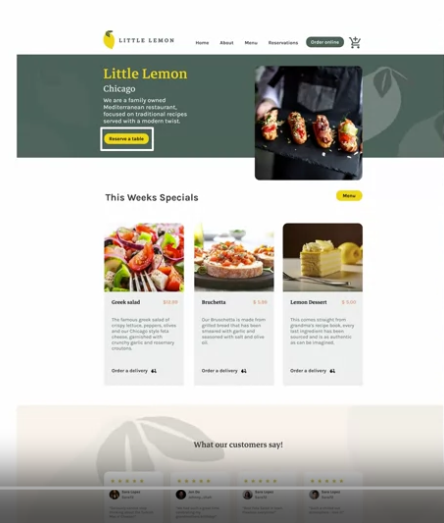 LITTLE LEMON
Home About Menu Reservations Order online
Little Lemon
Chicago
We are a family owned
Mediterranean restaurant,
focused on traditional recipes
served with a modern twist.
Reserve a table
This Weeks Specials
Menu
Greek salad
The famous greek salad of
crispy lettuce, peppers, olives
and our Chicago style feta
cheese, garnished with
crunchy garlic and rosemary
croutons.
Order a delivery
Bruchetta $ 5.99
Our Bruschetta is made from
grilled bread that has been
smeared with garlic and
seasoned with salt and olive
oil.
Order a delivery
Lemon Dessert $ 5.00
This comes straight from
grandma's recipe book, every
last ingredient has been
sourced and is as authentic
as can be imagined.
Order a delivery
What our customers say!